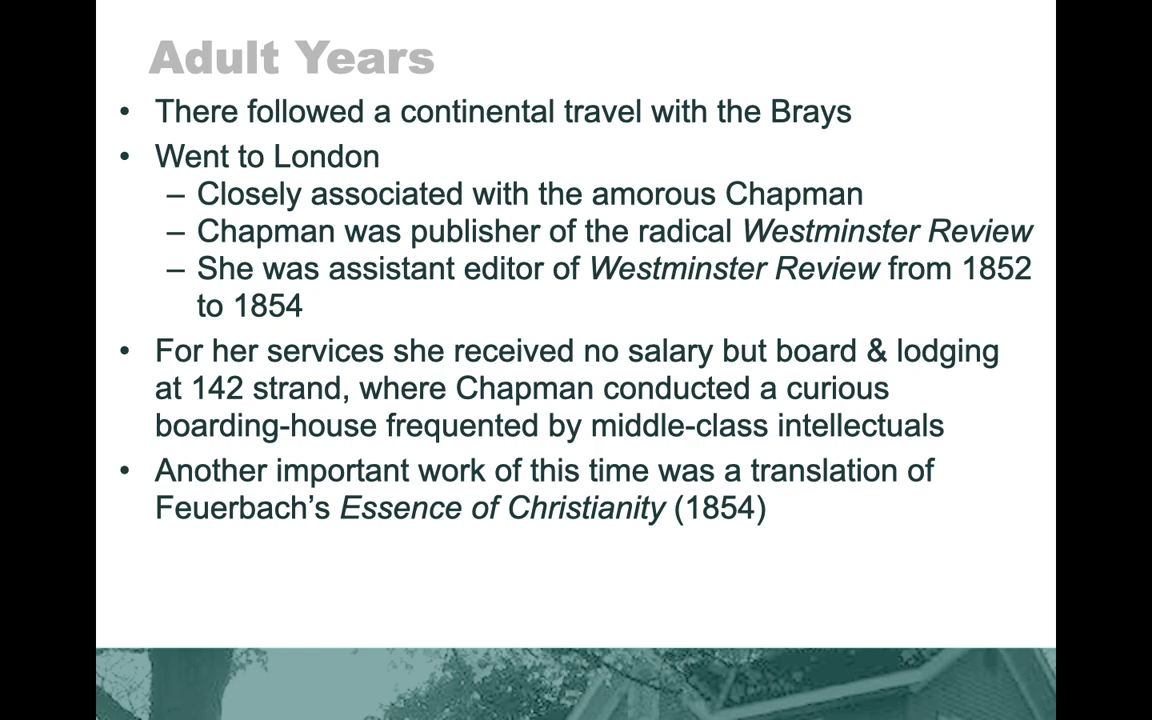 Adult Years
• There followed a continental travel with the Brays
• Went to London
– Closely associated with the amorous Chapman
– Chapman was publisher of the radical Westminster Review
– She was assistant editor of Westminster Review from 1852
to 1854
• For her services she received no salary but board & lodging
at 142 strand, where Chapman conducted a curious
boarding-house frequented by middle-class intellectuals
• Another important work of this time was a translation of
Feuerbach’s Essence of Christianity (1854)